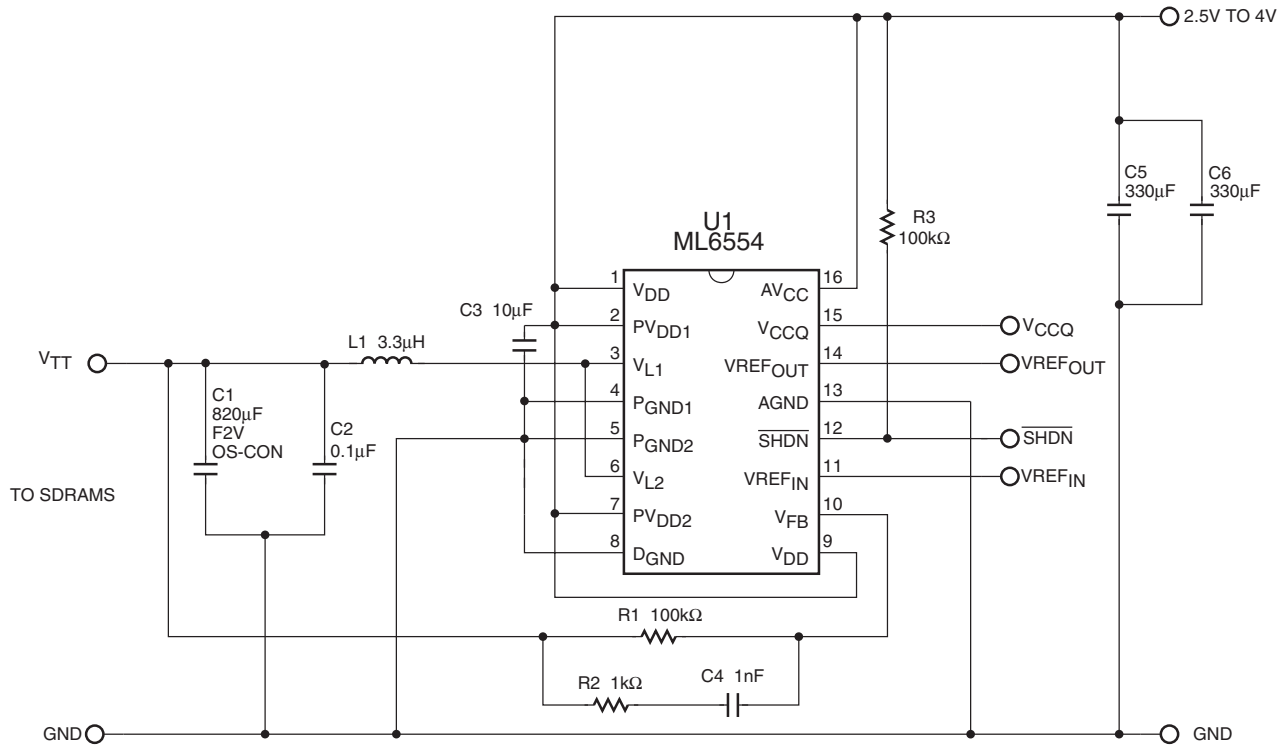 2.5V TO 4V
C5
330μF
C6
330μF
R3
100kΩ
U1
ML6554
1
VDD
16
AVCC
C3 10μF
2
PVDD1
15
VCCQ
VCCQ
VTT
L1 3.3μH
3
VL1
14
VREFOUT
VREFOUT
4
PGND1
13
AGND
C1
820μF
F2V
OS-CON
C2
0.1μF
5
PGND2
12
SHDN
SHDN
6
VL2
11
VREFIN
VREFIN
TO SDRAMS
7
PVDD2
10
VFB
8
DGND
9
VDD
R1 100kΩ
R2 1kΩ
C4 1nF
GND
GND